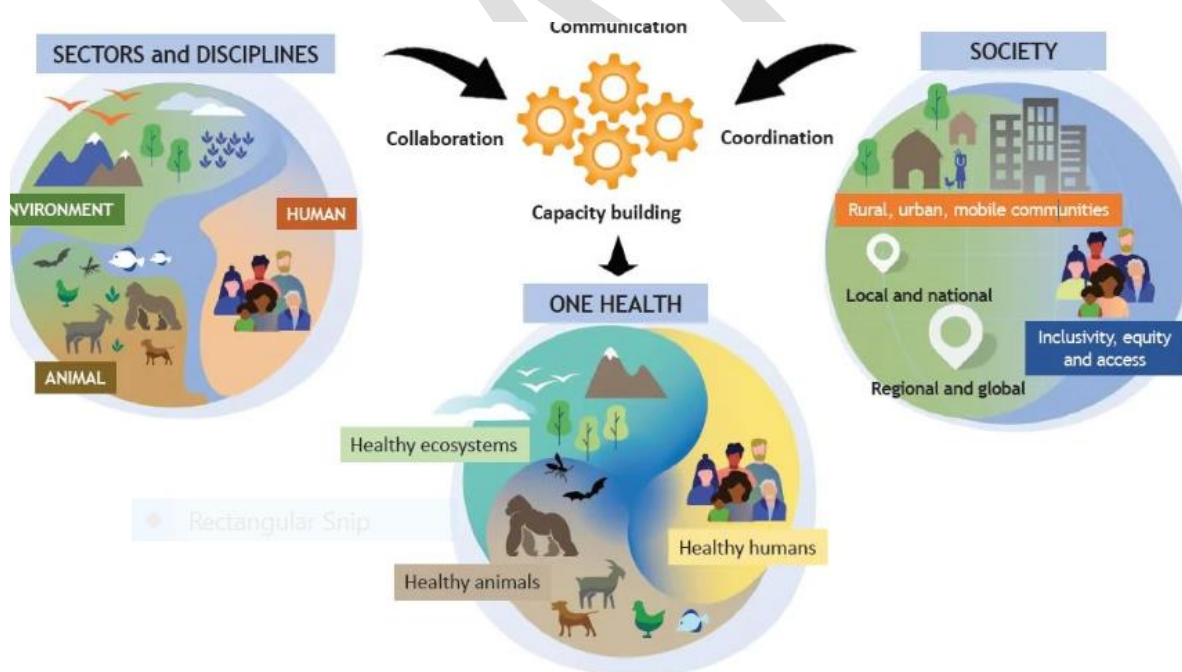 Communication
SECTORS and DISCIPLINES
SOCIETY
Collaboration
Coordination
NVIRONMENT
HUMAN
Capacity building
Rural, urban, mobile communities
Local and national
ONE HEALTH
Inclusivity, equity
and access
ANIMAL
Regional and global
Healthy ecosystems
Rectangular Snip
Healthy humans
Healthy animals